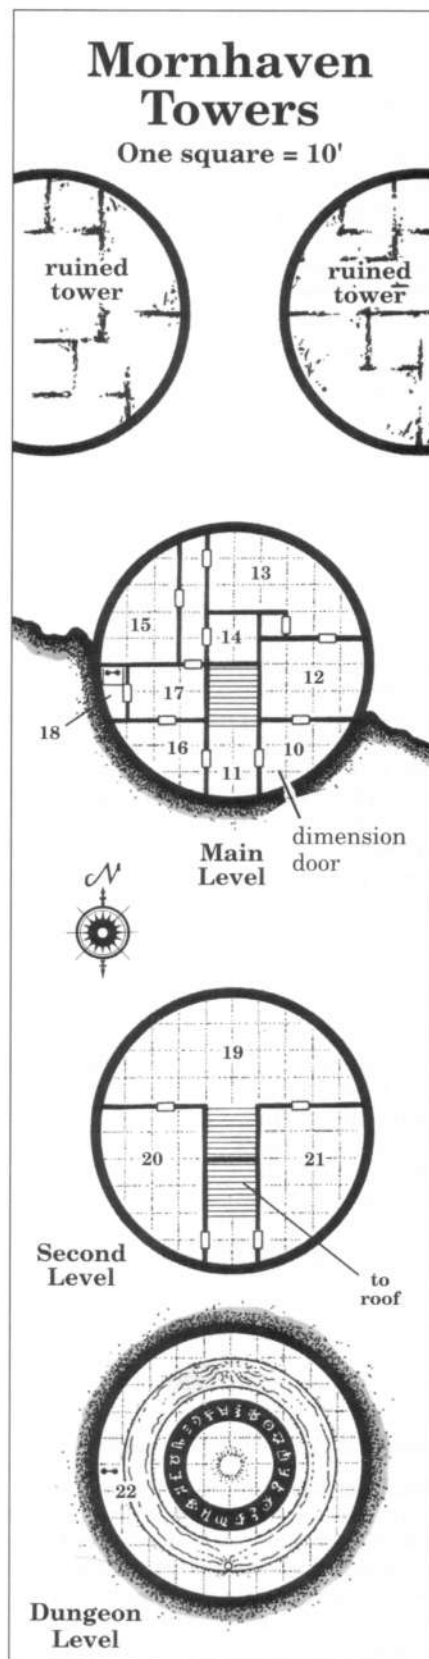 Mornhaven
Towers
One square = 10'
ruined
tower
ruined
tower
13
15
14
12
17
18
16
10
11
dimension
door
Main
Level
N
19
20
21
Second
Level
to
roof
22
Dungeon
Level